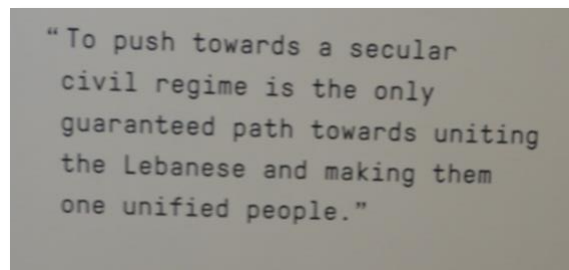 “To push towards a secular
civil regime is the only
guaranteed path towards uniting
the Lebanese and making them
one unified people.”